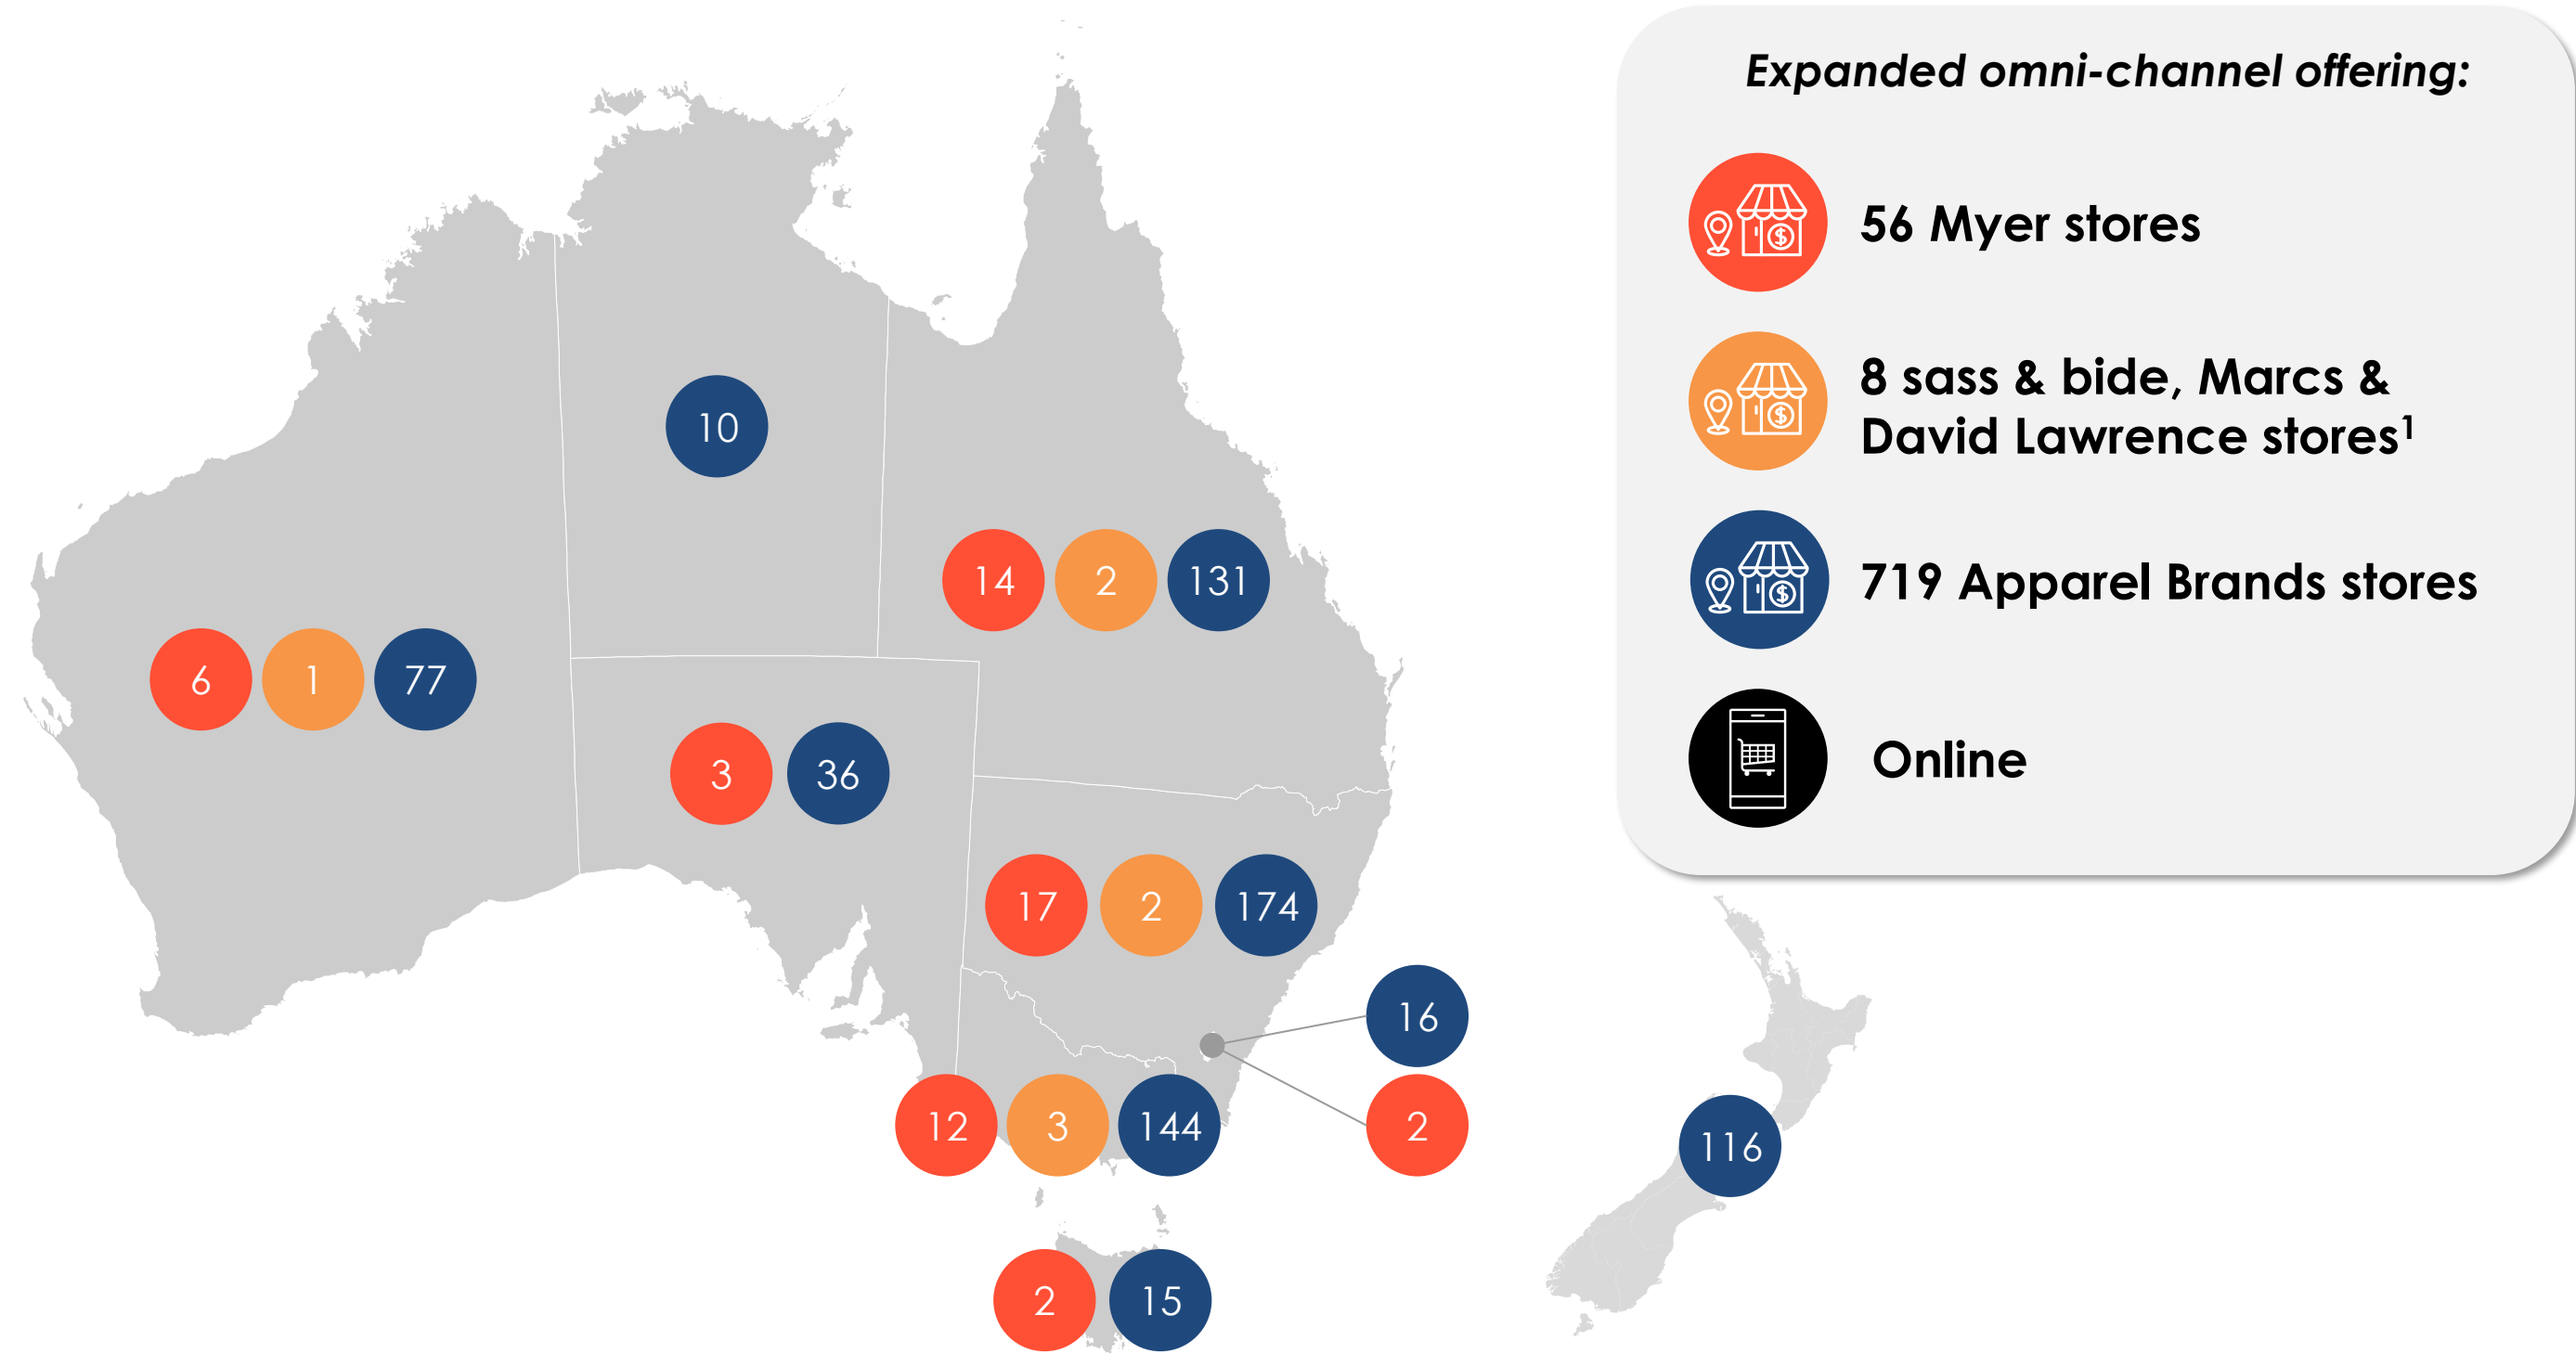 Expanded omni-channel offering:
56 Myer stores
8 sass & bide, Marcs &
David Lawrence stores¹
719 Apparel Brands stores
Online
10
14 2 131
6 1 77
3 36
17 2 174
16
12 3 144
2
116
2 15